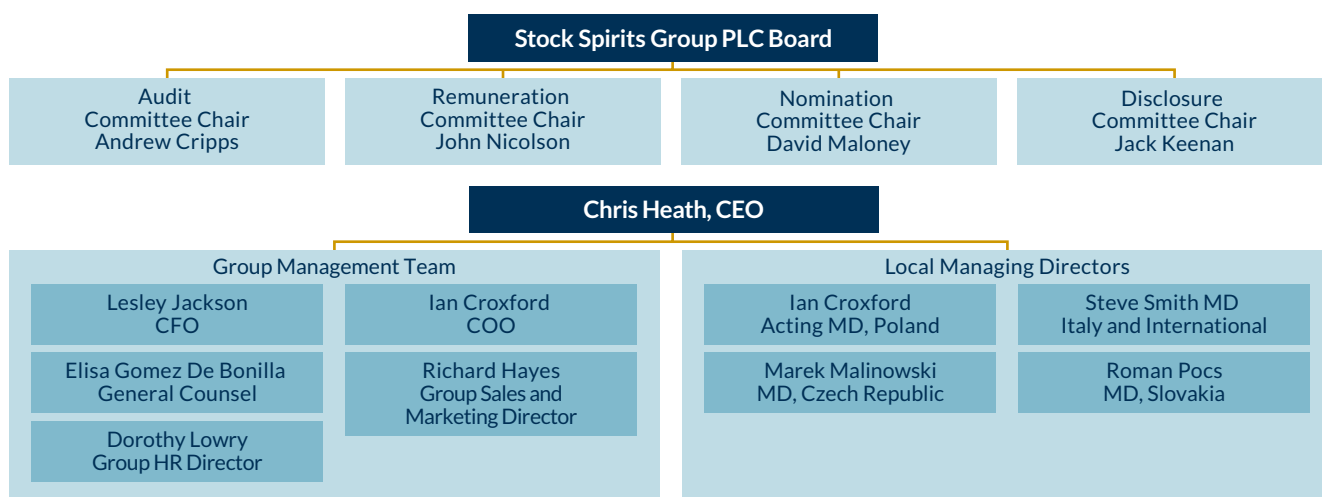 Stock Spirits Group PLC Board
Audit
Committee Chair
Andrew Cripps
Remuneration
Committee Chair
John Nicolson
Nomination
Committee Chair
David Maloney
Disclosure
Committee Chair
Jack Keenan
Chris Heath, CEO
Group Management Team
Lesley Jackson
CFO
Ian Croxford
COO
Elisa Gomez De Bonilla
General Counsel
Richard Hayes
Group Sales and
Marketing Director
Dorothy Lowry
Group HR Director
Local Managing Directors
Ian Croxford
Acting MD, Poland
Steve Smith MD
Italy and International
Marek Malinowski
MD, Czech Republic
Roman Pocs
MD, Slovakia